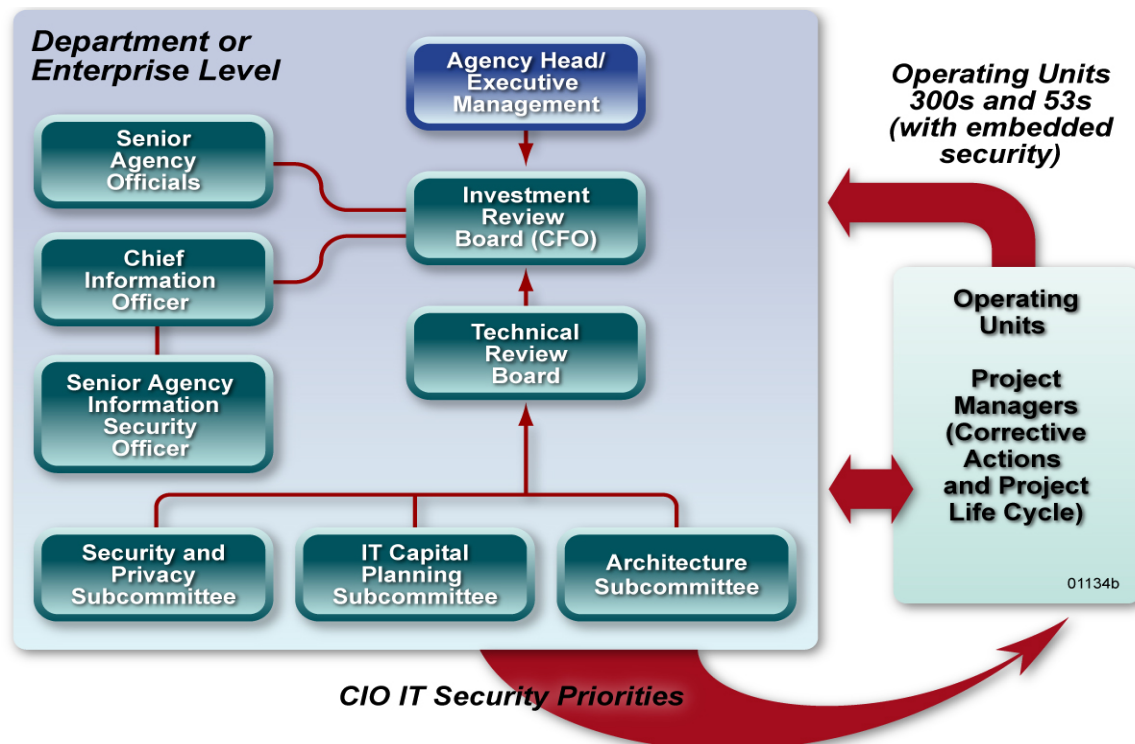 Department or
Enterprise Level
Agency Head/
Executive
Management
Senior
Agency
Officials
Investment
Review
Board (CFO)
Chief
Information
Officer
Technical
Review
Board
Senior Agency
Information
Security
Officer
Security and
Privacy
Subcommittee
IT Capital
Planning
Subcommittee
Architecture
Subcommittee
Operating Units
300s and 53s
(with embedded
security)
Operating
Units
Project
Managers
(Corrective
Actions
and Project
Life Cycle)
01134b
CIO IT Security Priorities